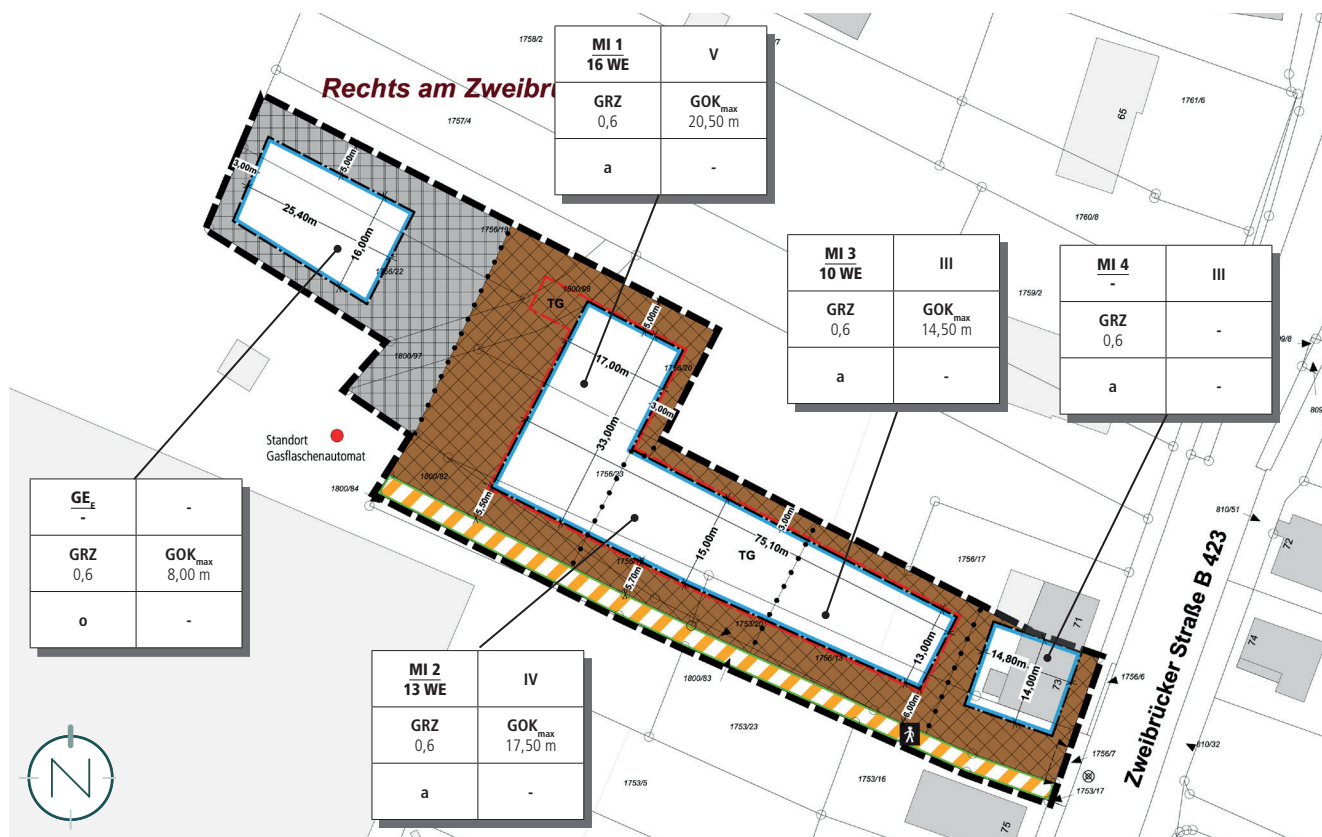 1758/2
Rechts am Zweibrü
1757/4
MI 1
16 WE
V
GRZ
0,6
GOKmax
20,50 m
a
-
65
1761/6
1760/8
1759/2
MI 3
10 WE
III
GRZ
0,6
GOKmax
14,50 m
a
-
MI 4
-
III
GRZ
0,6
-
a
-
3,00m
5,00m
25,40m
16,00m
1756/22
1756/19
1800/98
TG
5,00m
17,00m
1756/20
3,00m
33,00m
1800/97
Standort
Gasflaschenautomat
1800/84
1800/82
5,50m
1756/23
15,00m
TG
75,10m
3,00m
5,70m
1753/20
1756/13
13,00m
6,00m
1800/83
1753/23
1753/5
1753/16
1756/17
71
14,80m
14,00m
73
1756/6
1756/7
1753/17
75
Zweibrücker Straße B 423
810/51
72
74
810/32
GEE
-
-
GRZ
0,6
GOKmax
8,00 m
o
-
MI 2
13 WE
IV
GRZ
0,6
GOKmax
17,50 m
a
-
N